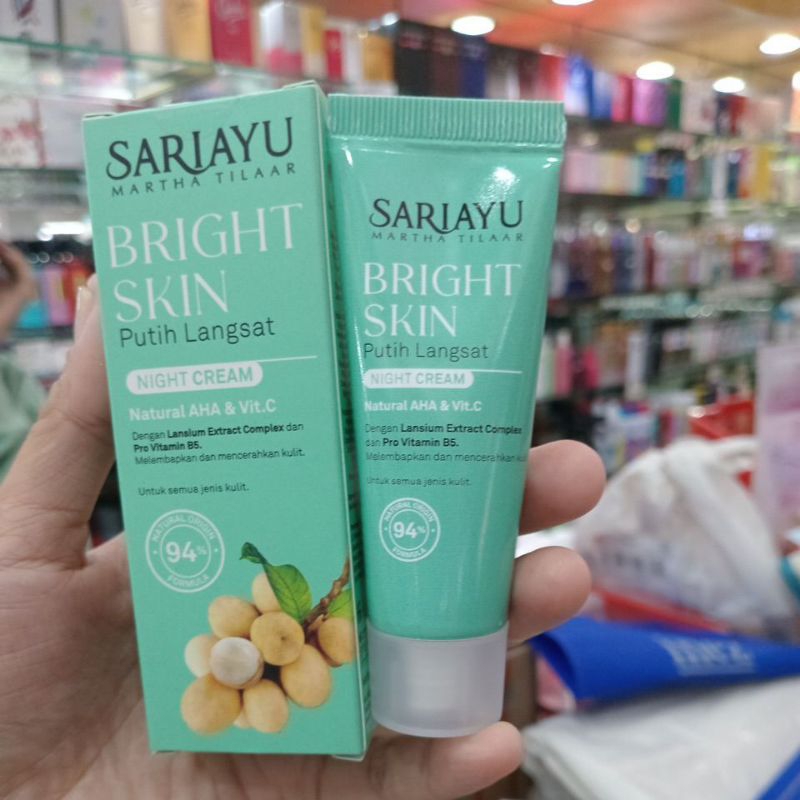 SARIAYU
MARTHA TILAAR
BRIGHT
SKIN
Putih Langsat
NIGHT CREAM
Natural AHA & Vit.C
Dengan Lansium Extract Complex dan
Pro Vitamin B5.
Melembapkan dan mencerahkan kulit.
Untuk semua jenis kulit.
NATURAL ORIGIN
94%
FORMULA
SARIAYU
MARTHA TILAAR
BRIGHT
SKIN
Putih Langsat
NIGHT CREAM
Natural AHA & Vit.C
Dengan Lansium Extract Complex
dan Pro Vitamin B5.
Melembapkan dan mencerahkan kulit
Untuk semua jenis kulit.
NATURAL ORIGIN
94%
FORMULA